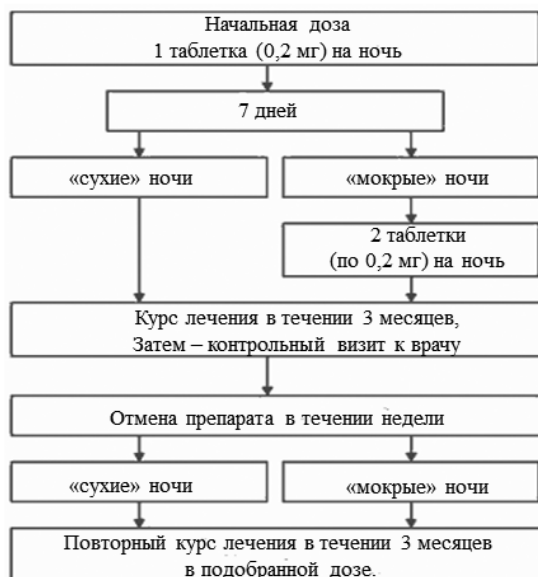 Начальная доза
1 таблетка (0,2 мг) на ночь
7 дней
«сухие» ночи
«мокрые» ночи
2 таблетки
(по 0,2 мг) на ночь
Курс лечения в течении 3 месяцев,
Затем – контрольный визит к врачу
Отмена препарата в течении недели
«сухие» ночи
«мокрые» ночи
Повторный курс лечения в течении 3 месяцев
в подобранной дозе.